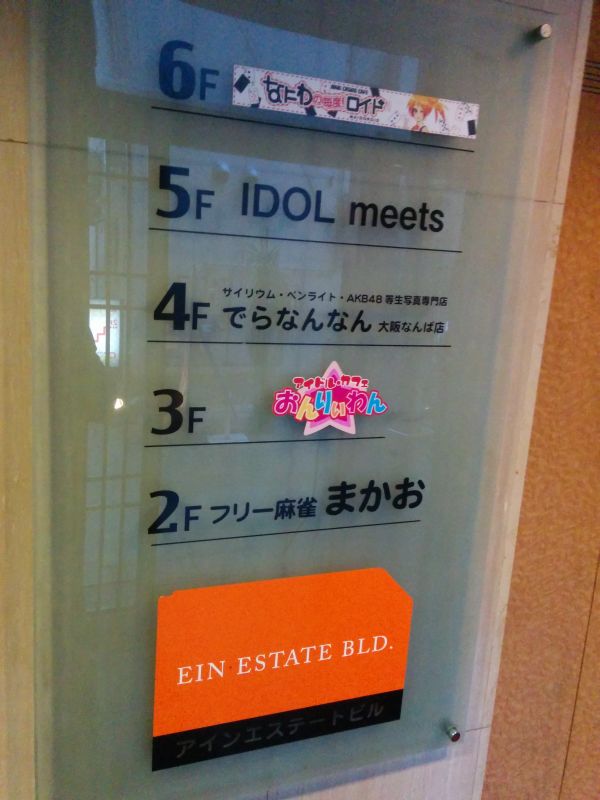 6F なにわの毎度!ロイド
5F IDOL meets
サイリウム・ペンライト・AKB48 等生写真専門店
4F でらなんなん 大阪なんば店
アイドル・カフェ
3F おんりぃわん
2F フリー麻雀 まかお
EIN ESTATE BLD.
アインエステートビル